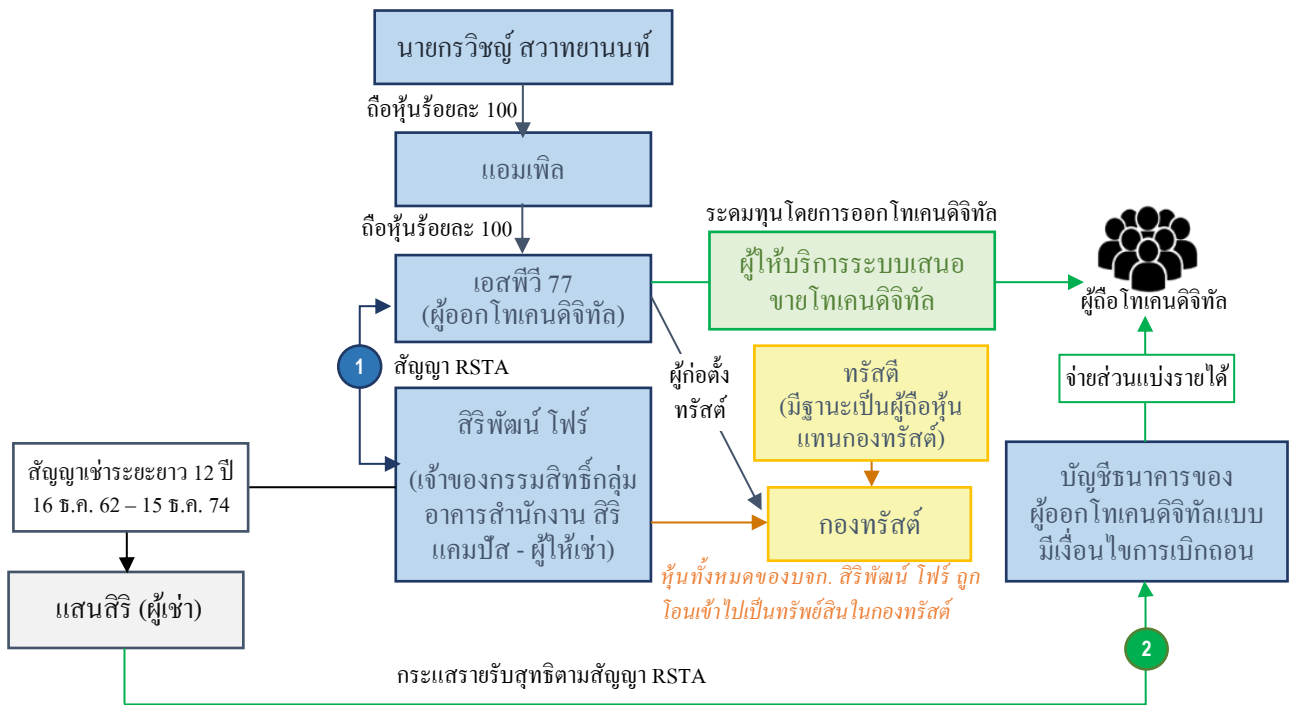 นายกรวิชญ์ สวาทยานนท์
ถือหุ้นร้อยละ 100
แอมเพิล
ถือหุ้นร้อยละ 100
ระดมทุนโดยการออกโทเคนดิจิทัล
เอสพีวี 77
(ผู้ออกโทเคนดิจิทัล)
ผู้ให้บริการระบบเสนอ
ขายโทเคนดิจิทัล
ผู้ถือโทเคนดิจิทัล
1
สัญญา RSTA
ผู้ก่อตั้ง
ทรัสต์
ทรัสตี
(มีฐานะเป็นผู้ถือหุ้น
แทนกองทรัสต์)
จ่ายส่วนแบ่งรายได้
สิริพัฒน์ โฟร์
(เจ้าของกรรมสิทธิ์กลุ่ม
อาคารสำนักงาน สิริ
แคมปัส - ผู้ให้เช่า)
สัญญาเช่าระยะยาว 12 ปี
16 ธ.ค. 62 – 15 ธ.ค. 74
กองทรัสต์
บัญชีธนาคารของ
ผู้ออกโทเคนดิจิทัลแบบ
มีเงื่อนไขการเบิกถอน
หุ้นทั้งหมดของบจก. สิริพัฒน์ โฟร์ ถูก
โอนเข้าไปเป็นทรัพย์สินในกองทรัสต์
แสนสิริ (ผู้เช่า)
2
กระแสรายรับสุทธิตามสัญญา RSTA